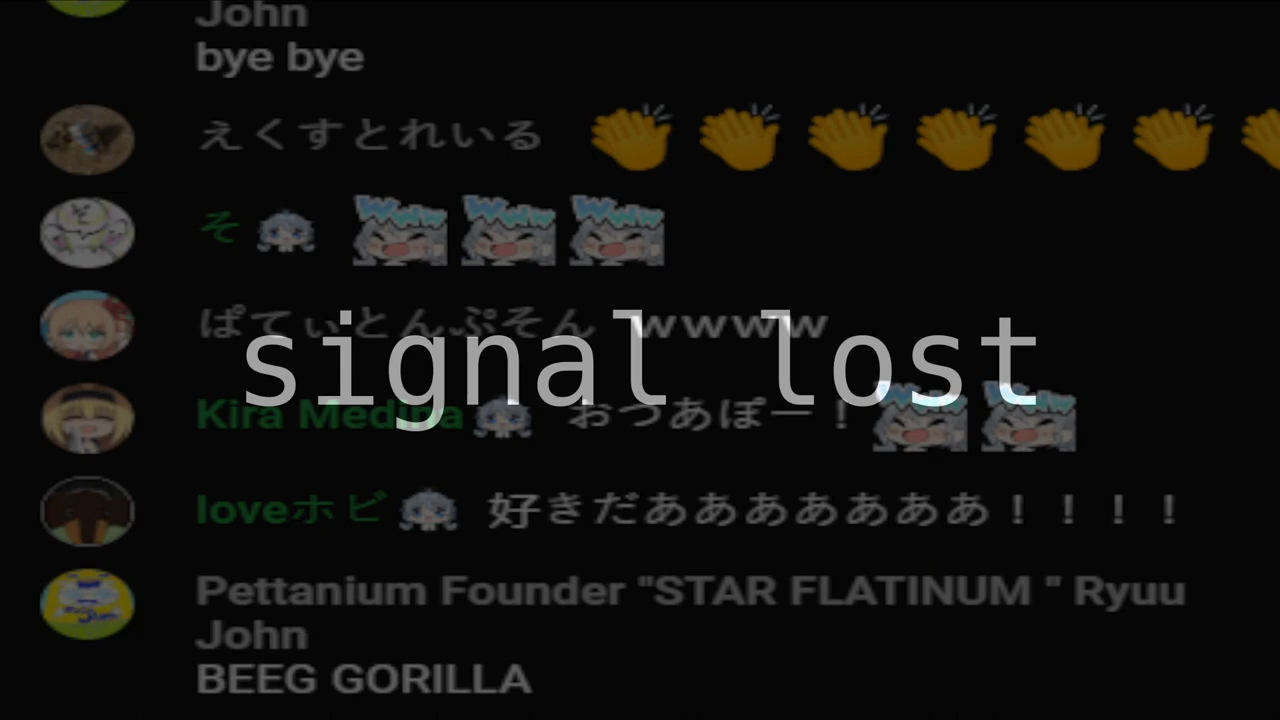 John
bye bye
えくすとれいる 👏👏👏👏👏👏👏
そ
ぱてぃとんぷそん wwww
signal lost
Kira Medina おつあぽー！
loveホビ 好きだあああああああ！！！！
Pettanium Founder "STAR FLATINUM " Ryuu
John
BEEG GORILLA